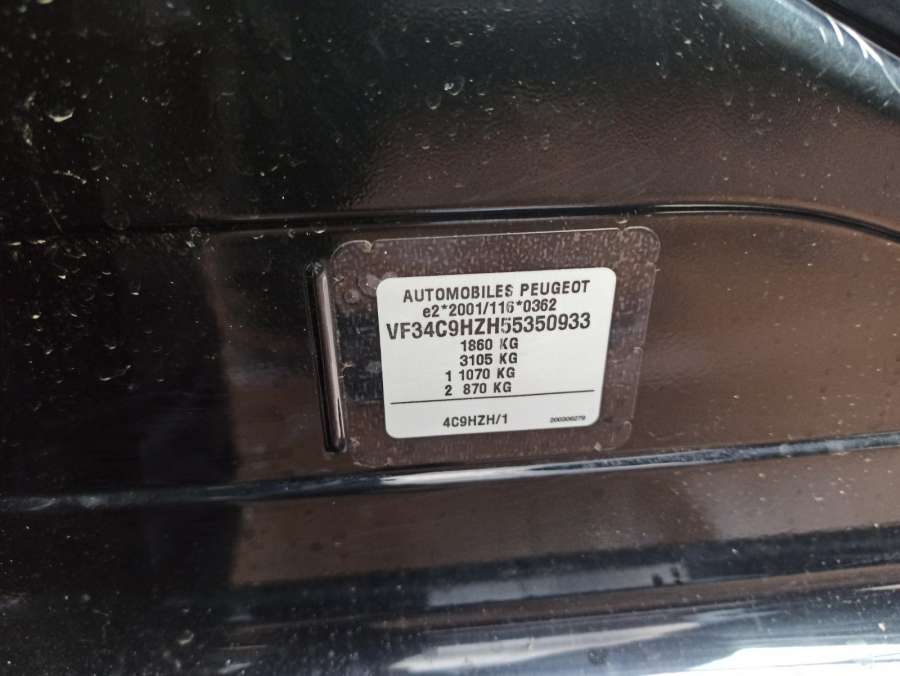 AUTOMOBILES PEUGEOT
e2*2001/116*0362
VF34C9HZH55350933
1860 KG
3105 KG
1 1070 KG
2 870 KG
4C9HZH/1
200306279